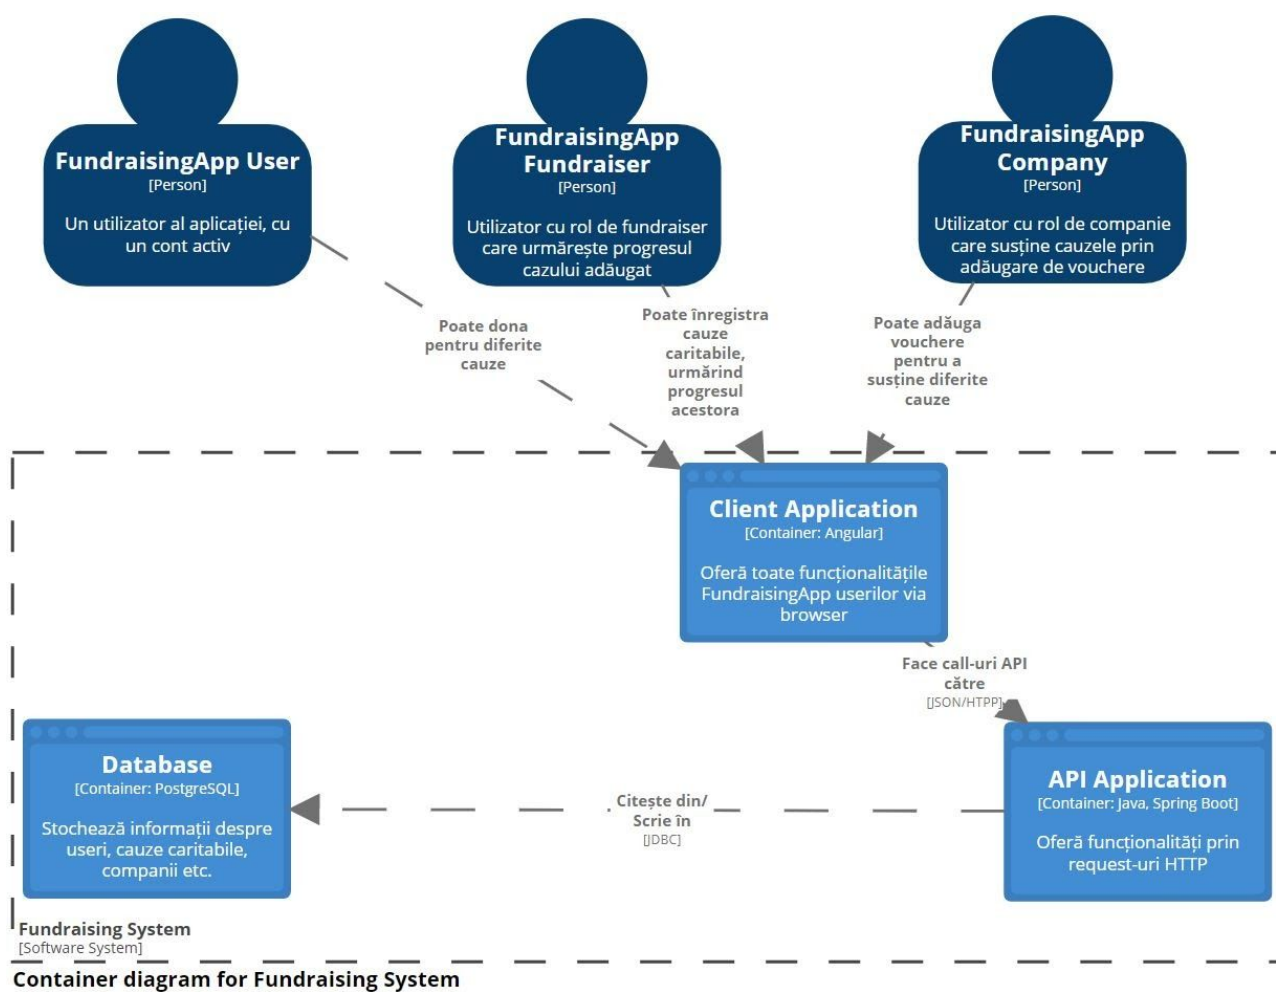 FundraisingApp User
[Person]
Un utilizator al aplicației, cu
un cont activ
FundraisingApp
Fundraiser
[Person]
Utilizator cu rol de fundraiser
care urmărește progresul
cazului adăugat
FundraisingApp
Company
[Person]
Utilizator cu rol de companie
care susține cauzele prin
adăugare de vouchere
Poate dona
pentru diferite
cauze
Poate înregistra
cauze
caritabile,
urmărind
progresul
acestora
Poate adăuga
vouchere
pentru a
susține diferite
cauze
Client Application
[Container: Angular]
Oferă toate funcționalitățile
FundraisingApp userilor via
browser
Face call-uri API
către
[JSON/HTPP]
Database
[Container: PostgreSQL]
Stochează informații despre
useri, cauze caritabile,
companii etc.
Citește din/
Scrie în
[JDBC]
API Application
[Container: Java, Spring Boot]
Oferă funcționalități prin
request-uri HTTP
Fundraising System
[Software System]
Container diagram for Fundraising System